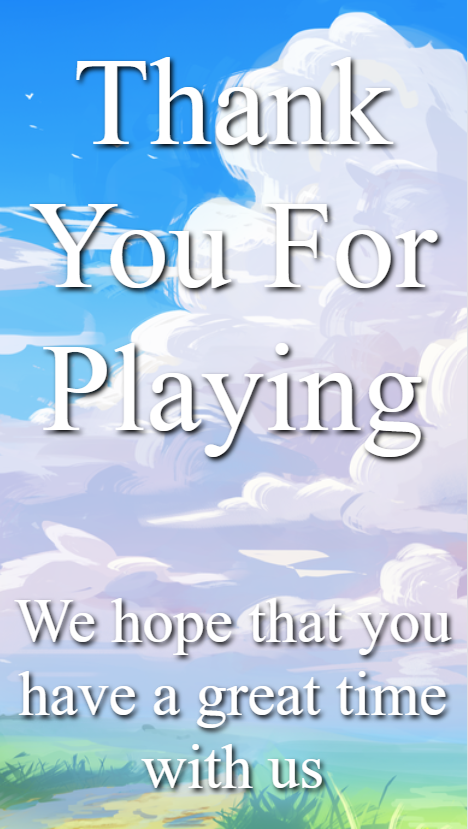 Thank
You For
Playing
We hope that you
have a great time
with us